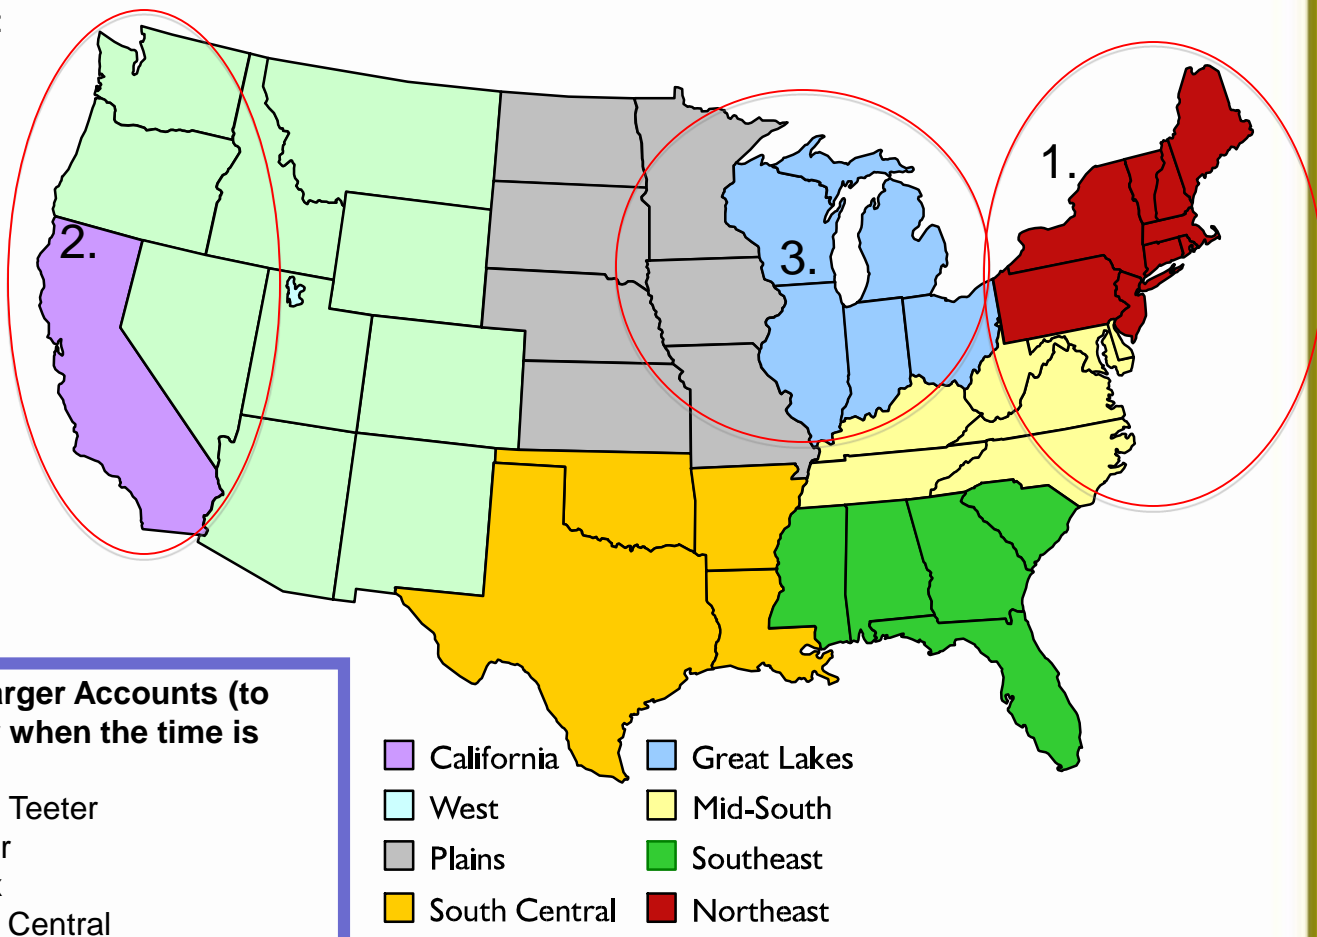 1.
2.
3.
arger Accounts (to
when the time is
Teeter
r
Central
California
West
Plains
South Central
Great Lakes
Mid-South
Southeast
Northeast